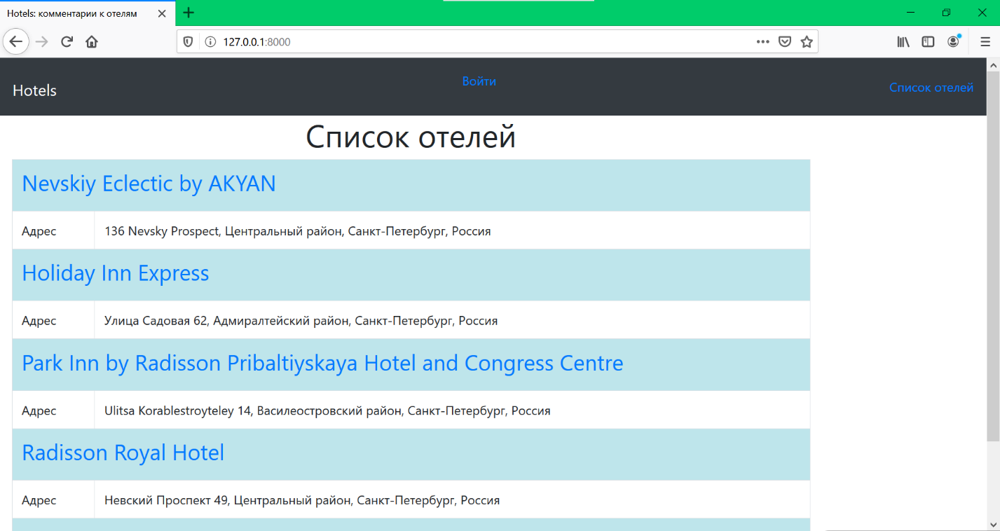 Hotels: комментарии к отелям
127.0.0.1:8000
Hotels
Войти
Список отелей
Список отелей
Nevskiy Eclectic by AKYAN
Адрес 136 Nevsky Prospect, Центральный район, Санкт-Петербург, Россия
Holiday Inn Express
Адрес Улица Садовая 62, Адмиралтейский район, Санкт-Петербург, Россия
Park Inn by Radisson Pribaltiyskaya Hotel and Congress Centre
Адрес Ulitsa Korablestroyteley 14, Василеостровский район, Санкт-Петербург, Россия
Radisson Royal Hotel
Адрес Невский Проспект 49, Центральный район, Санкт-Петербург, Россия